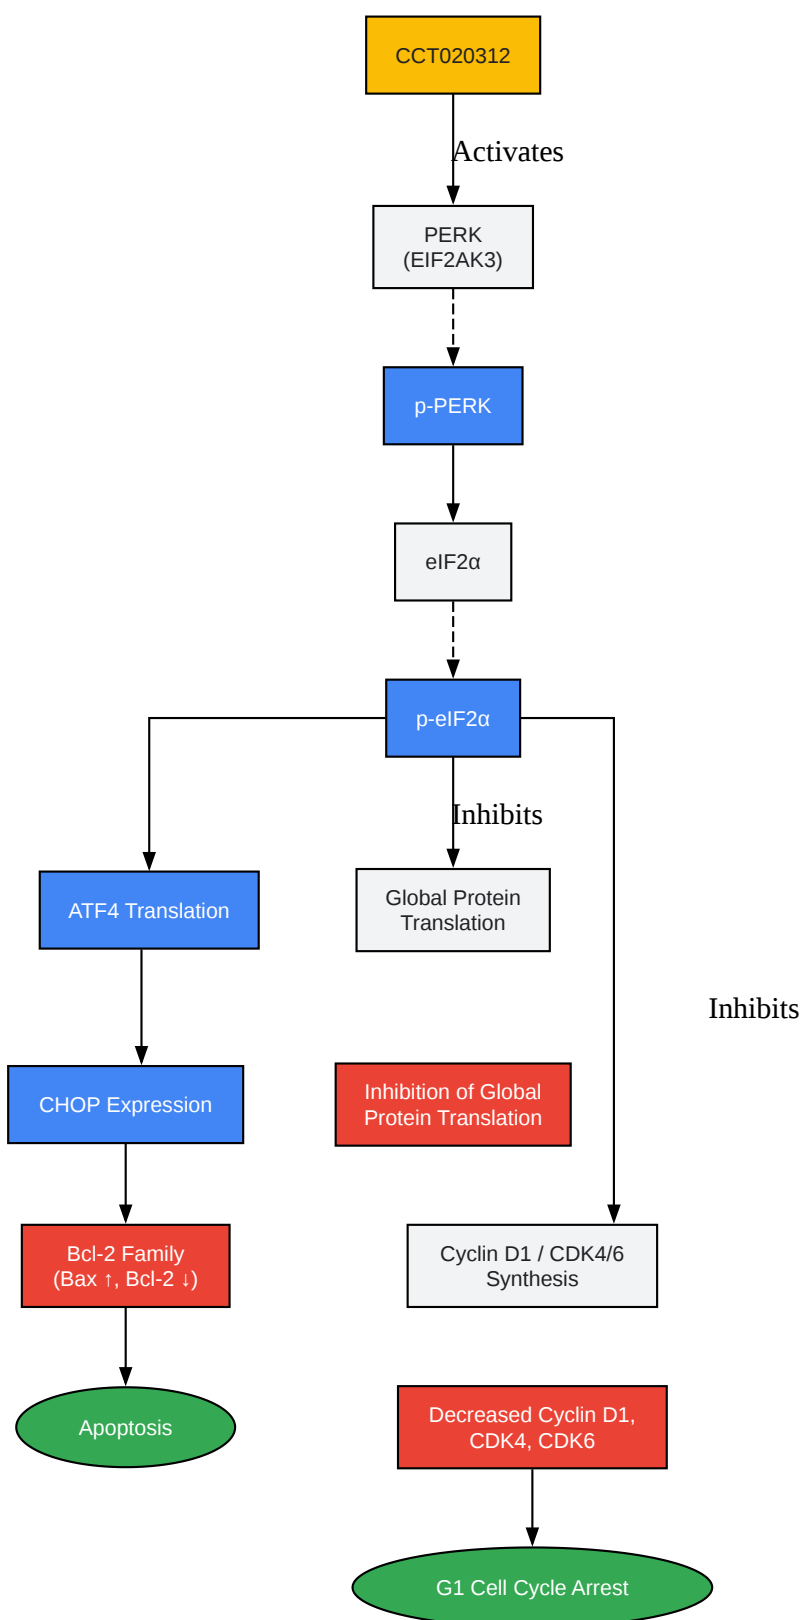 CCT020312
Activates
PERK
(EIF2AK3)
p-PERK
eIF2α
p-eIF2α
Inhibits
ATF4 Translation
Global Protein
Translation
Inhibits
CHOP Expression
Inhibition of Global
Protein Translation
Bcl-2 Family
(Bax ↑, Bcl-2 ↓)
Cyclin D1 / CDK4/6
Synthesis
Apoptosis
Decreased Cyclin D1,
CDK4, CDK6
G1 Cell Cycle Arrest